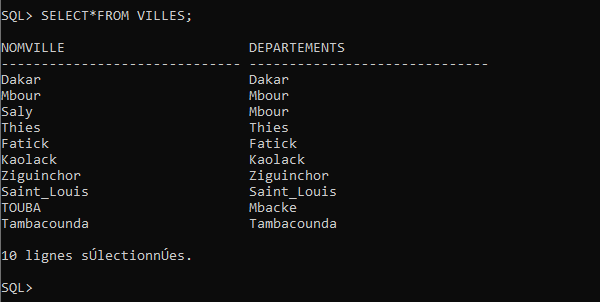 SQL> SELECT*FROM VILLES;
NOMVILLE DEPARTEMENTS
------------------------------ ------------------------------
Dakar Dakar
Mbour Mbour
Saly Mbour
Thies Thies
Fatick Fatick
Kaolack Kaolack
Ziguinchor Ziguinchor
Saint_Louis Saint_Louis
TOUBA Mbacke
Tambacounda Tambacounda
10 lignes sÚlectionnÚes.
SQL>